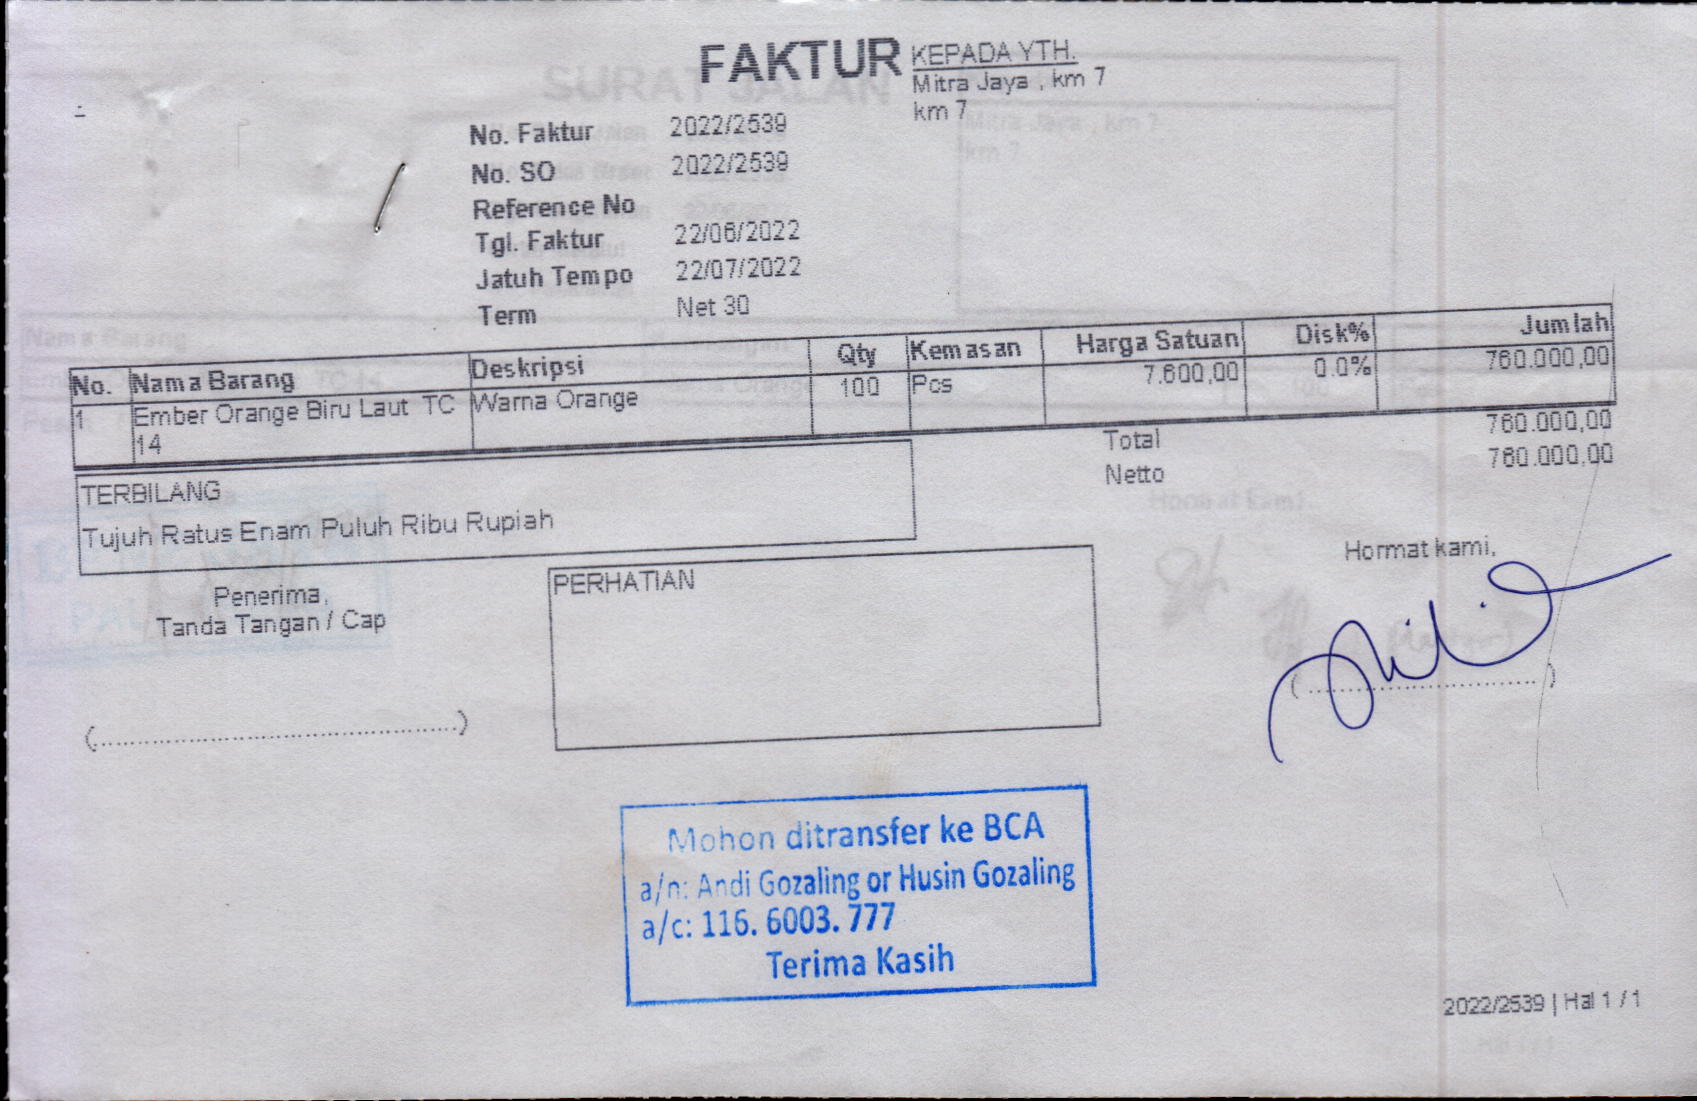 FAKTUR
KEPADA YTH.
Mitra Jaya , km 7
km 7
No. Faktur 2022/2539
No. SO 2022/2539
Reference No
Tgl. Faktur 22/06/2022
Jatuh Tempo 22/07/2022
Term Net 30
No. Nama Barang Deskripsi Qty Kemasan Harga Satuan Disk% Jumlah
1 Ember Orange Biru Laut TC Warna Orange 100 Pcs 7.600,00 0.0% 760.000,00
14
Total 760.000,00
Netto 760.000,00
TERBILANG
Tujuh Ratus Enam Puluh Ribu Rupiah
Penerima,
Tanda Tangan / Cap
(........................................)
PERHATIAN
Hormat kami,
(........................................)
Mohon ditransfer ke BCA
a/n: Andi Gozaling or Husin Gozaling
a/c: 116. 6003. 777
Terima Kasih
2022/2539 | Hal 1 / 1